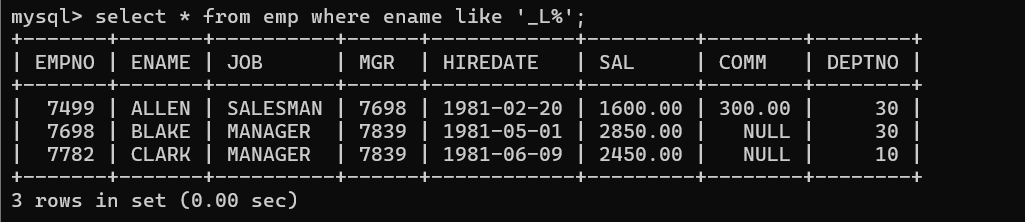 mysql> select * from emp where ename like '_L%';
+-------+-------+----------+------+------------+---------+--------+--------+
| EMPNO | ENAME | JOB      | MGR  | HIREDATE   | SAL     | COMM   | DEPTNO |
+-------+-------+----------+------+------------+---------+--------+--------+
|  7499 | ALLEN | SALESMAN | 7698 | 1981-02-20 | 1600.00 | 300.00 |     30 |
|  7698 | BLAKE | MANAGER  | 7839 | 1981-05-01 | 2850.00 |   NULL |     30 |
|  7782 | CLARK | MANAGER  | 7839 | 1981-06-09 | 2450.00 |   NULL |     10 |
+-------+-------+----------+------+------------+---------+--------+--------+
3 rows in set (0.00 sec)